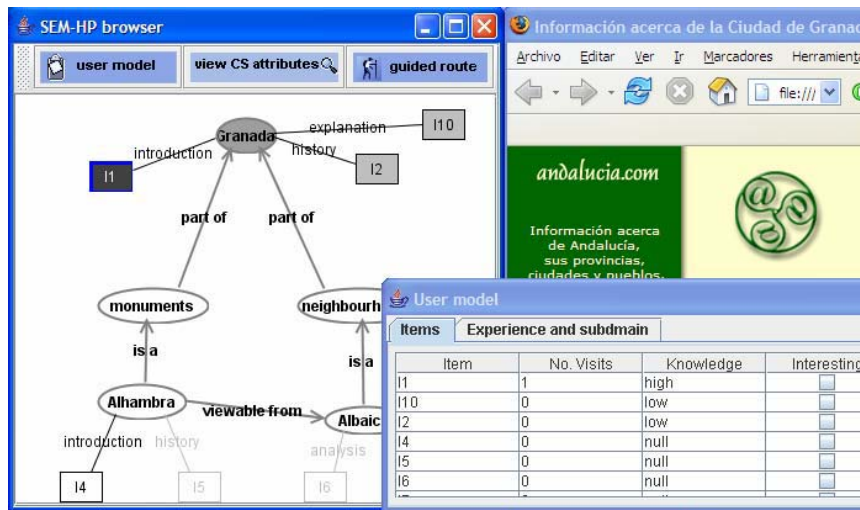 SEM-HP browser
user model
view CS attributes
guided route
Granada
explanation
I10
introduction
history
I1
I2
part of
part of
monuments
neighbourh
is a
is a
Alhambra
viewable from
Albaic
introduction
history
analysis
I4
I5
I6
Información acerca de la Ciudad de Granad
Archivo Editar Ver Ir Marcadores Herramient
file:///
andalucia.com
Información acerca
de Andalucía,
sus provincias,
ciudades y pueblos,
User model
Items
Experience and subdmain
Item No. Visits Knowledge Interesting
I1 1 high
I10 0 low
I2 0 low
I4 0 null
I5 0 null
I6 0 null